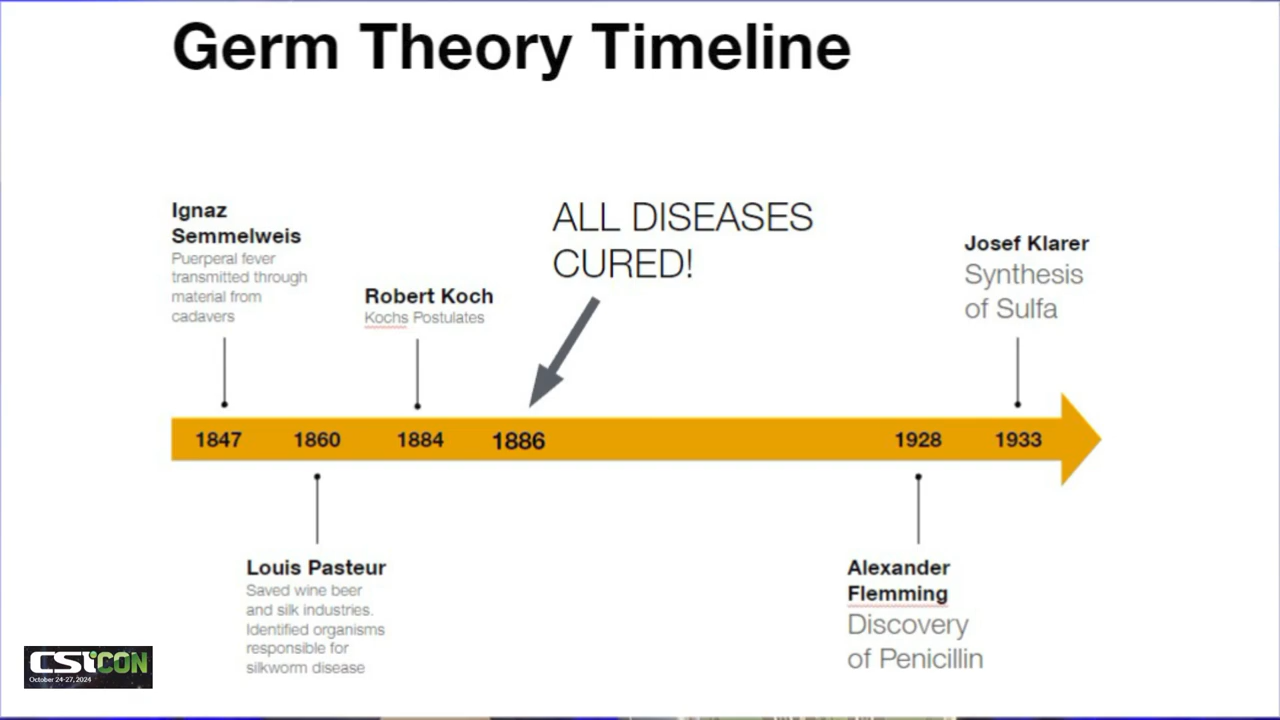 Germ Theory Timeline
Ignaz
Semmelweis
Puerperal fever
transmitted through
material from
cadavers
Robert Koch
Kochs Postulates
ALL DISEASES
CURED!
Josef Klarer
Synthesis
of Sulfa
1847
1860
1884
1886
1928
1933
Louis Pasteur
Saved wine beer
and silk industries.
Identified organisms
responsible for
silkworm disease
Alexander
Flemming
Discovery
of Penicillin
CSICON
October 24-27, 2024